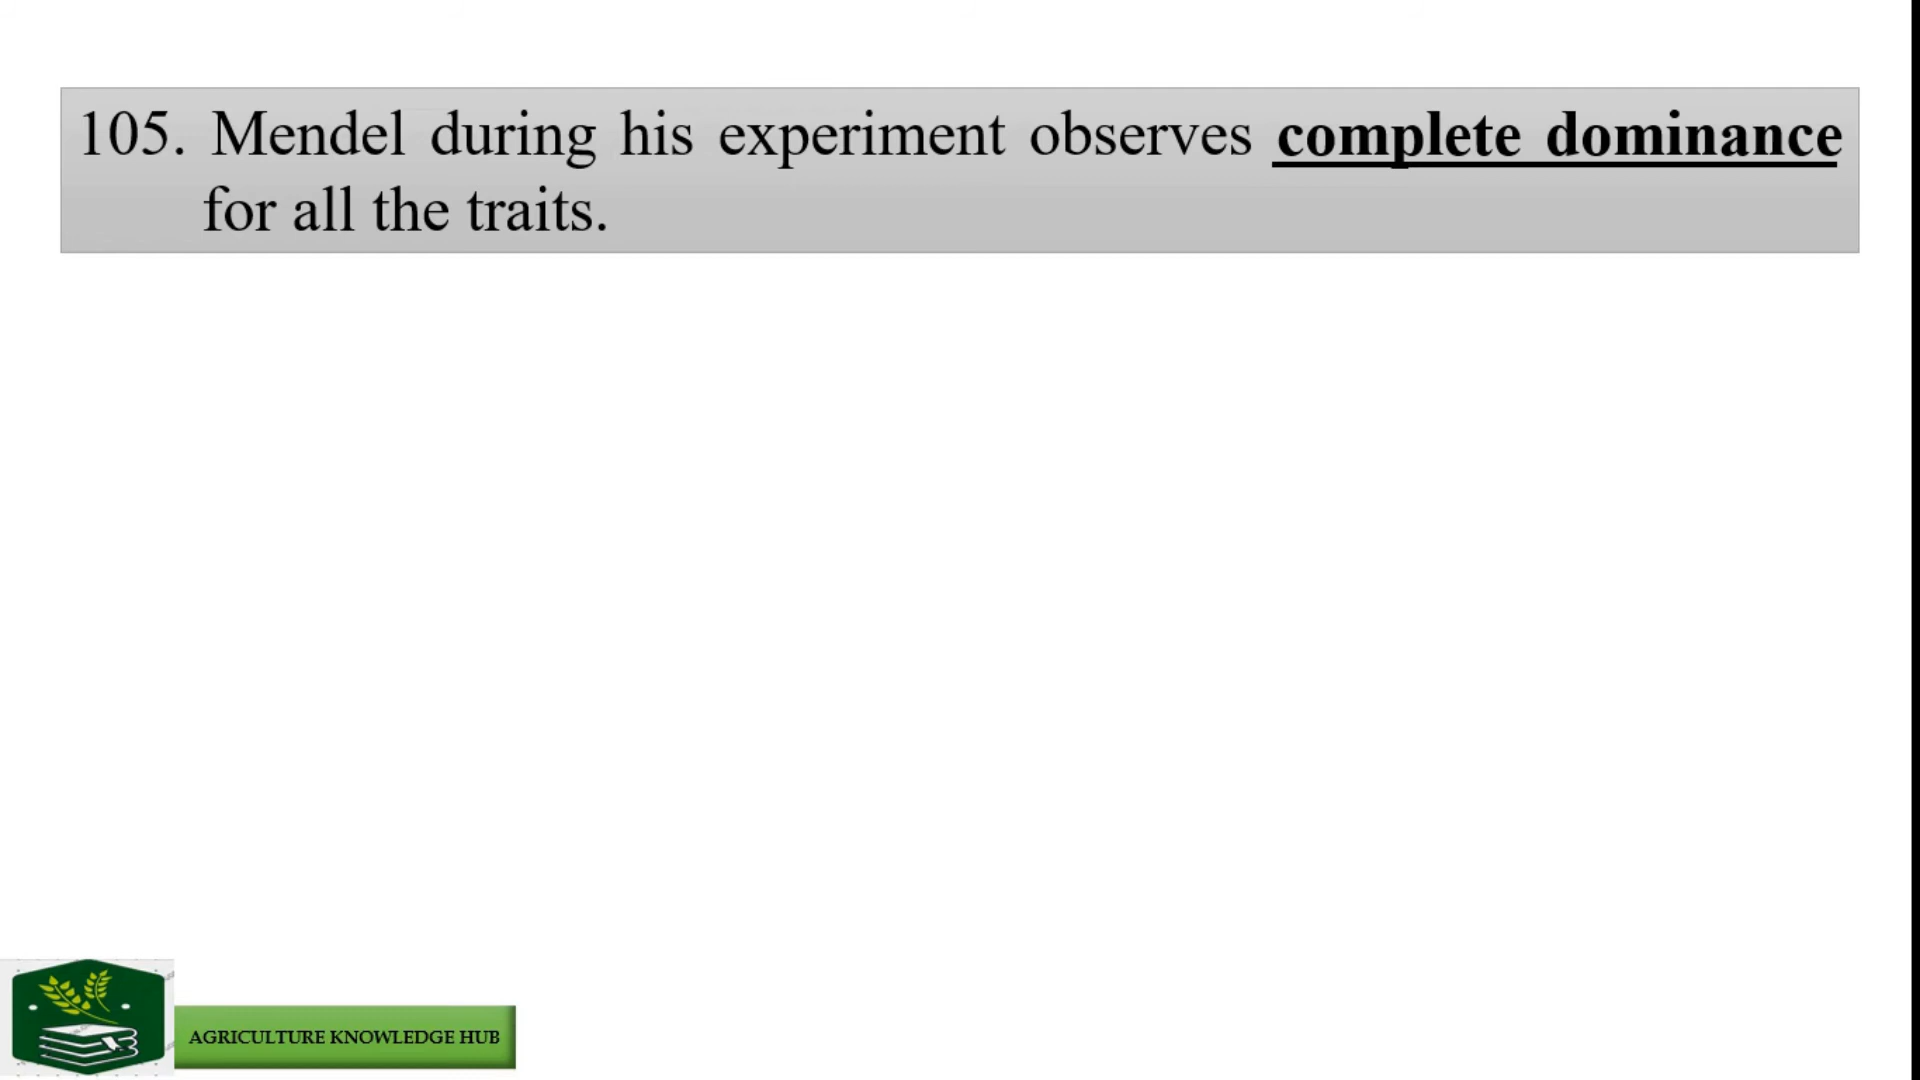 105. Mendel during his experiment observes complete dominance
for all the traits.
AGRICULTURE KNOWLEDGE HUB